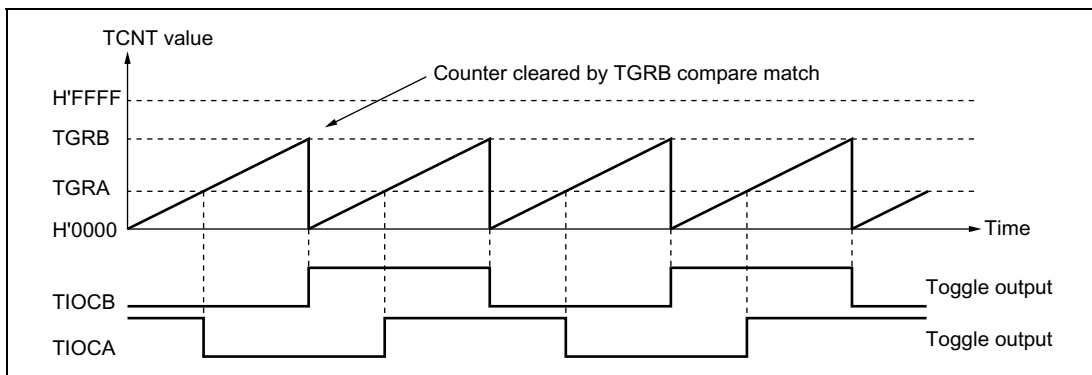 TCNT value
Counter cleared by TGRB compare match
H'FFFF
TGRB
TGRA
H'0000
Time
TIOCB
Toggle output
TIOCA
Toggle output